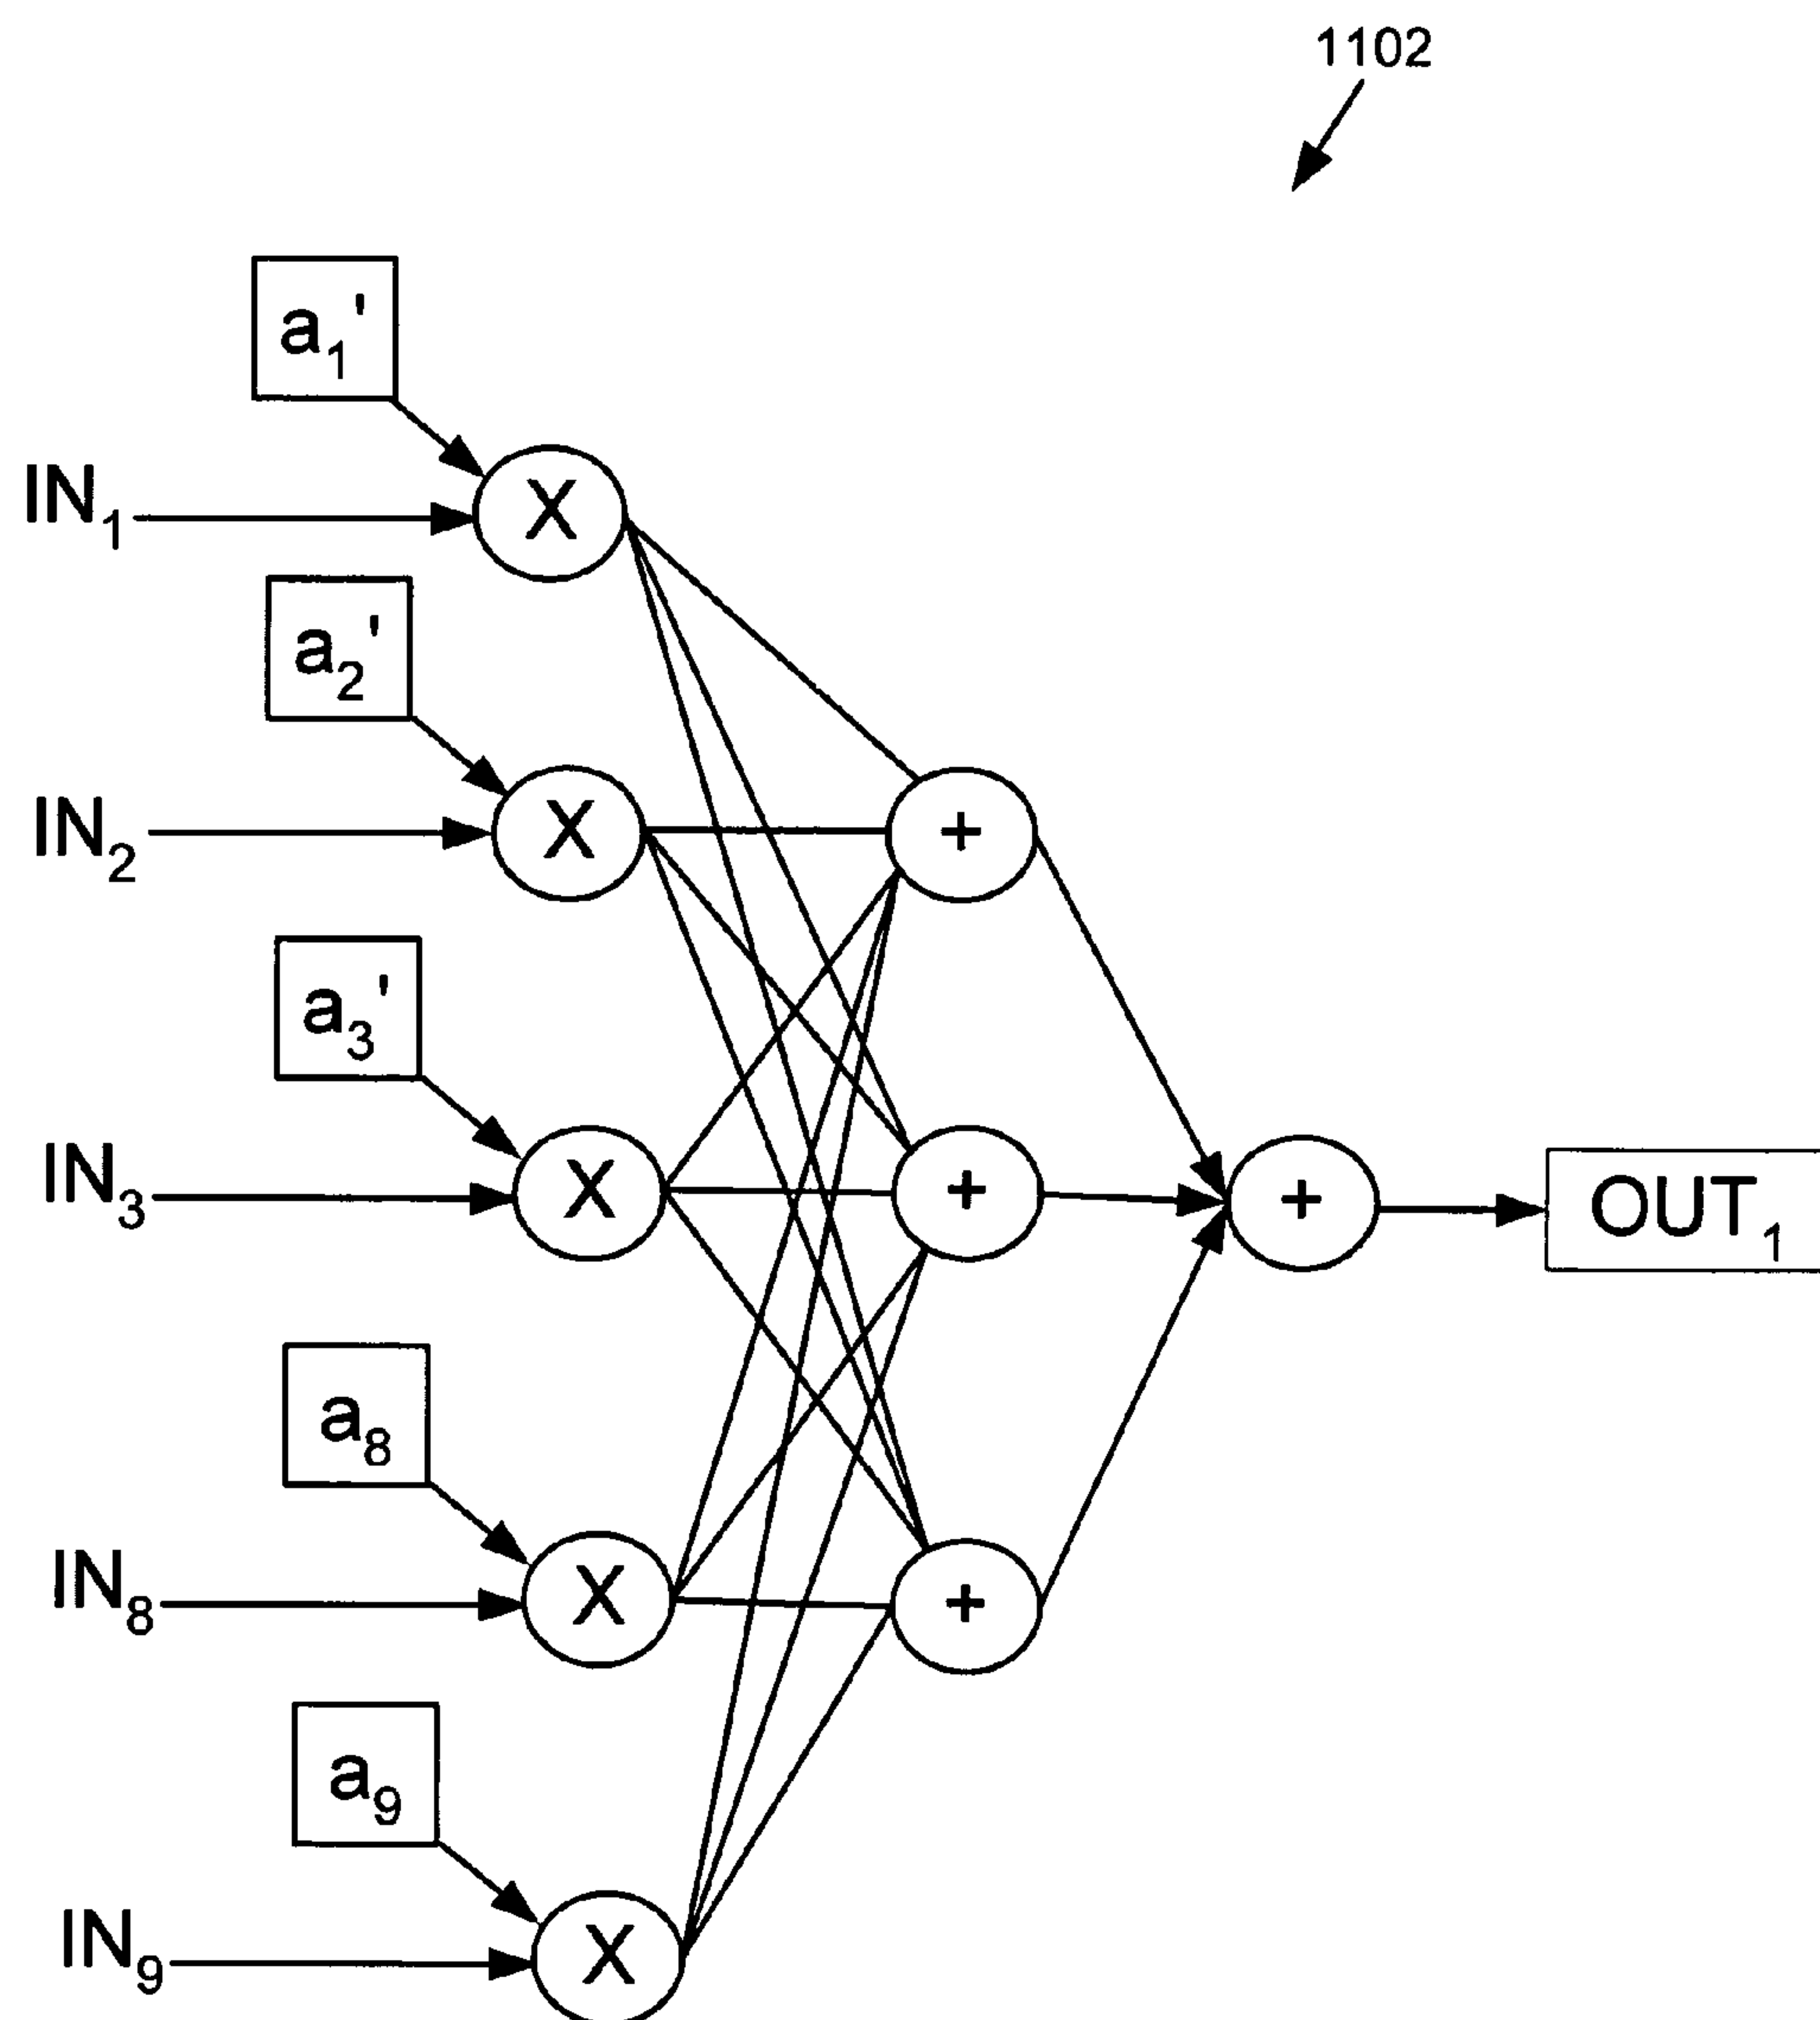 1102
a₁'
IN₁
X
a₂'
IN₂
X
+
a₃'
IN₃
X
+
+
OUT₁
a₈
IN₈
X
+
a₉
IN₉
X